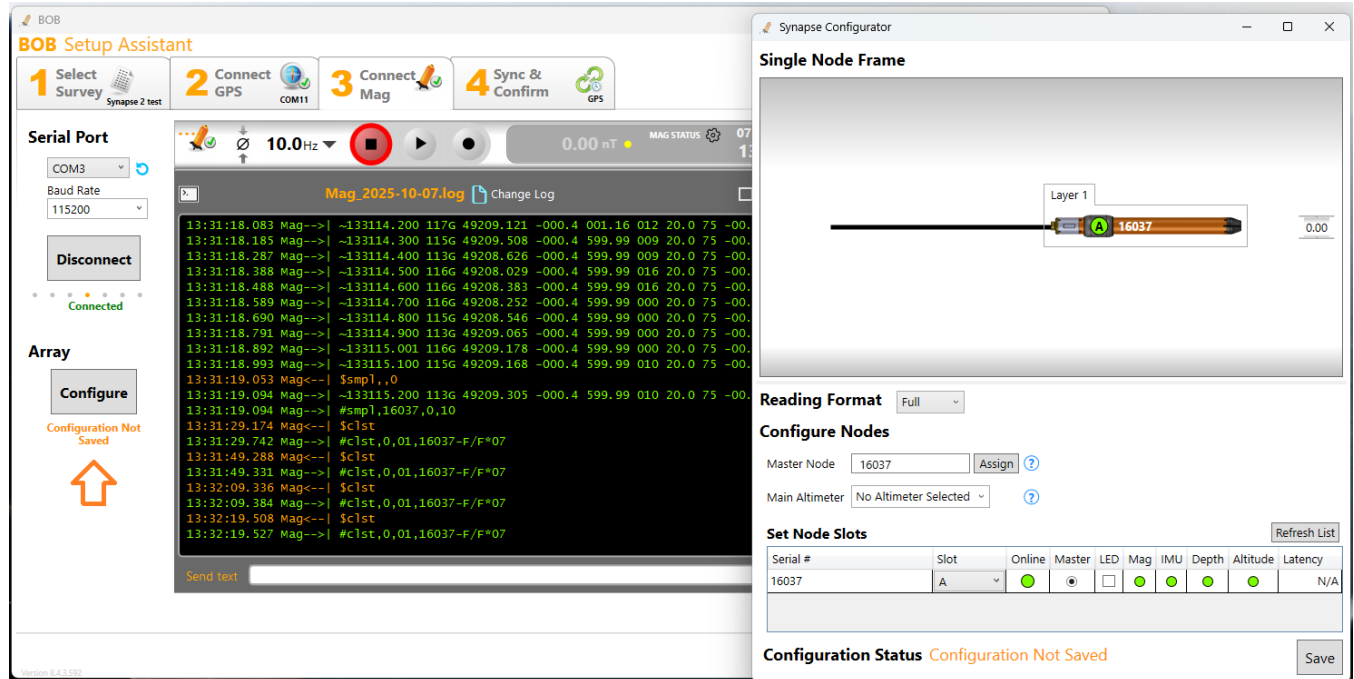 BOB
BOB Setup Assistant
1 Select Survey Synapse 2 test
2 Connect GPS COM11
3 Connect Mag
4 Sync & Confirm GPS
Serial Port
COM3
Baud Rate
115200
Disconnect
Connected
Array
Configure
Configuration Not
Saved
10.0Hz
0.00 nT
MAG STATUS
07
13
Mag_2025-10-07.log Change Log
13:31:18.083 Mag-->| ~133114.200 117G 49209.121 -000.4 001.16 012 20.0 75 -00.
13:31:18.185 Mag-->| ~133114.300 115G 49209.508 -000.4 599.99 009 20.0 75 -00.
13:31:18.287 Mag-->| ~133114.400 113G 49208.626 -000.4 599.99 009 20.0 75 -00.
13:31:18.388 Mag-->| ~133114.500 116G 49208.029 -000.4 599.99 016 20.0 75 -00.
13:31:18.488 Mag-->| ~133114.600 116G 49208.383 -000.4 599.99 016 20.0 75 -00.
13:31:18.589 Mag-->| ~133114.700 116G 49208.252 -000.4 599.99 000 20.0 75 -00.
13:31:18.690 Mag-->| ~133114.800 115G 49208.546 -000.4 599.99 000 20.0 75 -00.
13:31:18.791 Mag-->| ~133114.900 113G 49209.065 -000.4 599.99 000 20.0 75 -00.
13:31:18.892 Mag-->| ~133115.001 116G 49209.178 -000.4 599.99 000 20.0 75 -00.
13:31:18.993 Mag-->| ~133115.100 115G 49209.168 -000.4 599.99 010 20.0 75 -00.
13:31:19.053 Mag<--| $smpl,,0
13:31:19.094 Mag-->| ~133115.200 113G 49209.305 -000.4 599.99 010 20.0 75 -00.
13:31:19.094 Mag-->| #smpl,16037,0,10
13:31:29.174 Mag<--| $clst
13:31:29.742 Mag-->| #clst,0,01,16037-F/F*07
13:31:49.288 Mag<--| $clst
13:31:49.331 Mag-->| #clst,0,01,16037-F/F*07
13:32:09.336 Mag<--| $clst
13:32:09.384 Mag-->| #clst,0,01,16037-F/F*07
13:32:19.508 Mag<--| $clst
13:32:19.527 Mag-->| #clst,0,01,16037-F/F*07
Send text
Version 8.4.3.592
Synapse Configurator
Single Node Frame
Layer 1
A 16037
0.00
Reading Format Full
Configure Nodes
Master Node 16037 Assign ?
Main Altimeter No Altimeter Selected ?
Set Node Slots Refresh List
Serial # Slot Online Master LED Mag IMU Depth Altitude Latency
16037 A N/A
Configuration Status Configuration Not Saved
Save